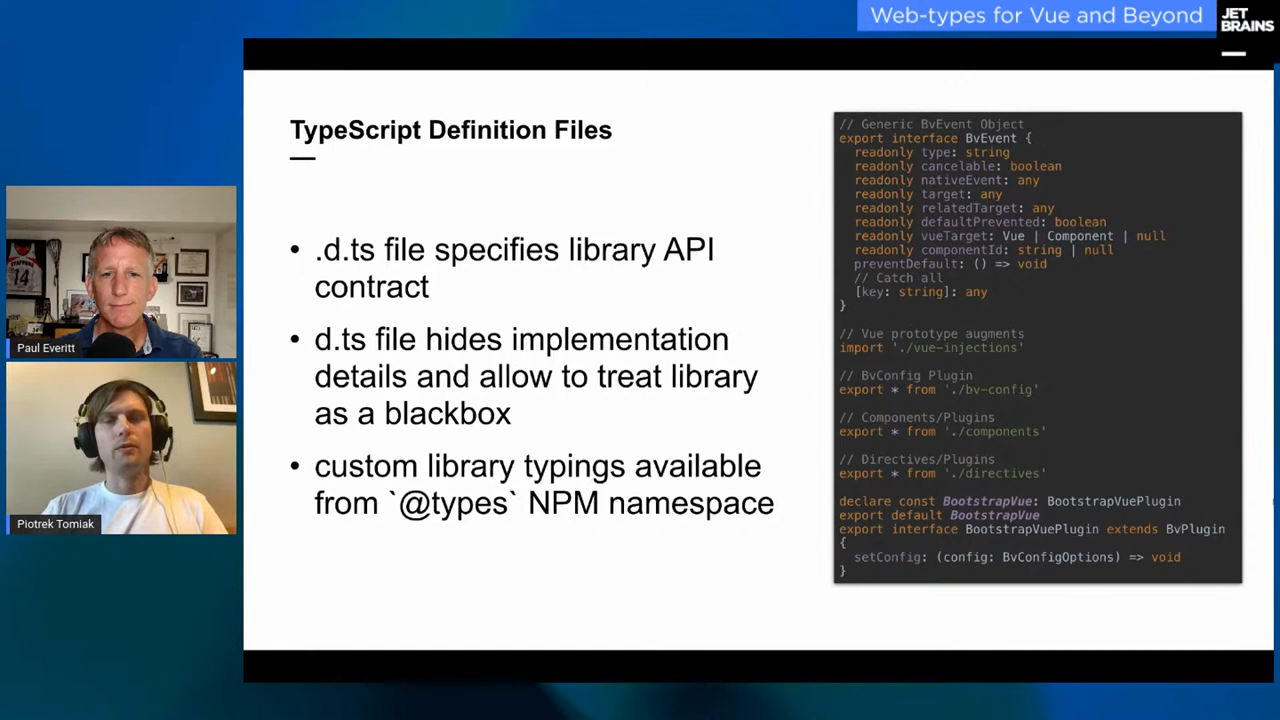 Web-types for Vue and Beyond
JET
BRAINS
TypeScript Definition Files
• .d.ts file specifies library API
contract
• d.ts file hides implementation
details and allow to treat library
as a blackbox
• custom library typings available
from `@types` NPM namespace
// Generic BvEvent Object
export interface BvEvent {
readonly type: string
readonly cancelable: boolean
readonly nativeEvent: any
readonly target: any
readonly relatedTarget: any
readonly defaultPrevented: boolean
readonly vueTarget: Vue | Component | null
readonly componentId: string | null
preventDefault: () => void
// Catch all
[key: string]: any
}
// Vue prototype augments
import './vue-injections'
// BvConfig Plugin
export * from './bv-config'
// Components/Plugins
export * from './components'
// Directives/Plugins
export * from './directives'
declare const BootstrapVue: BootstrapVuePlugin
export default BootstrapVue
export interface BootstrapVuePlugin extends BvPlugin
{
setConfig: (config: BvConfigOptions) => void
}
14
Paul Everitt
Piotrek Tomiak